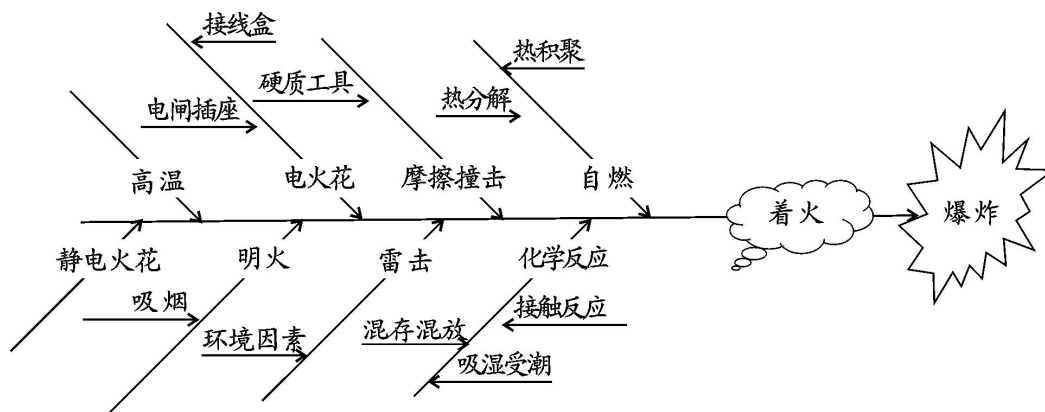 接线盒
热积聚
硬质工具
热分解
电闸插座
高温
电火花
摩擦撞击
自燃
着火
爆炸
静电火花
明火
雷击
化学反应
吸烟
接触反应
环境因素
混存混放
吸湿受潮